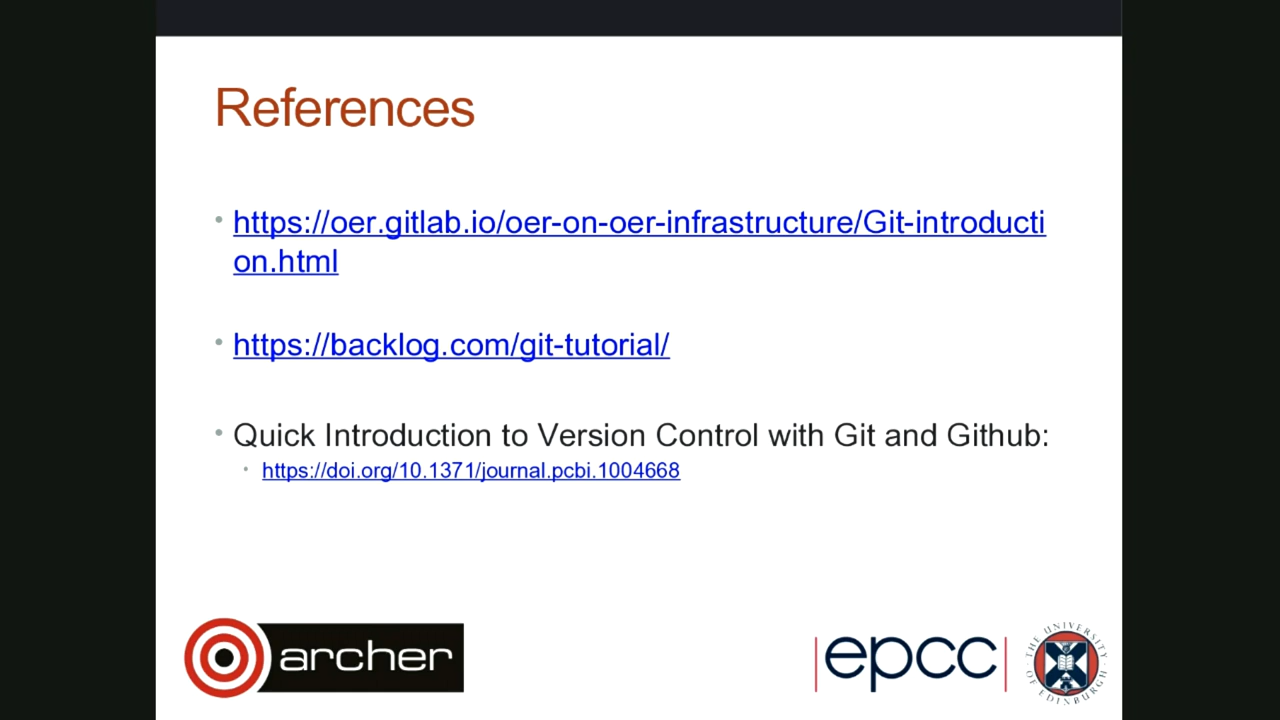 References
• https://oer.gitlab.io/oer-on-oer-infrastructure/Git-introducti
on.html
• https://backlog.com/git-tutorial/
• Quick Introduction to Version Control with Git and Github:
• https://doi.org/10.1371/journal.pcbi.1004668
archer
epcc
THE UNIVERSITY OF EDINBURGH